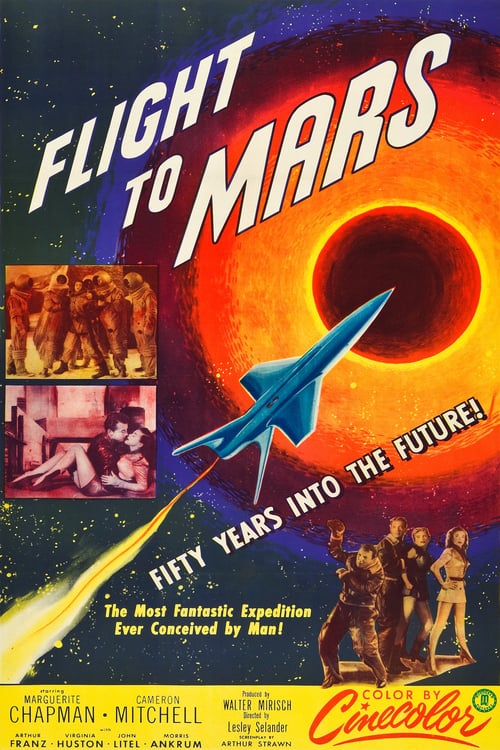 FLIGHT
TO MARS
FIFTY YEARS INTO THE FUTURE!
The Most Fantastic Expedition
Ever Conceived by Man!
starring
MARGUERITE CHAPMAN
CAMERON MITCHELL
with
ARTHUR FRANZ
VIRGINIA HUSTON
JOHN LITEL
MORRIS ANKRUM
Produced by
WALTER MIRISCH
Directed by
Lesley Selander
SCREENPLAY BY
ARTHUR STRAWN
COLOR BY
Cinecolor